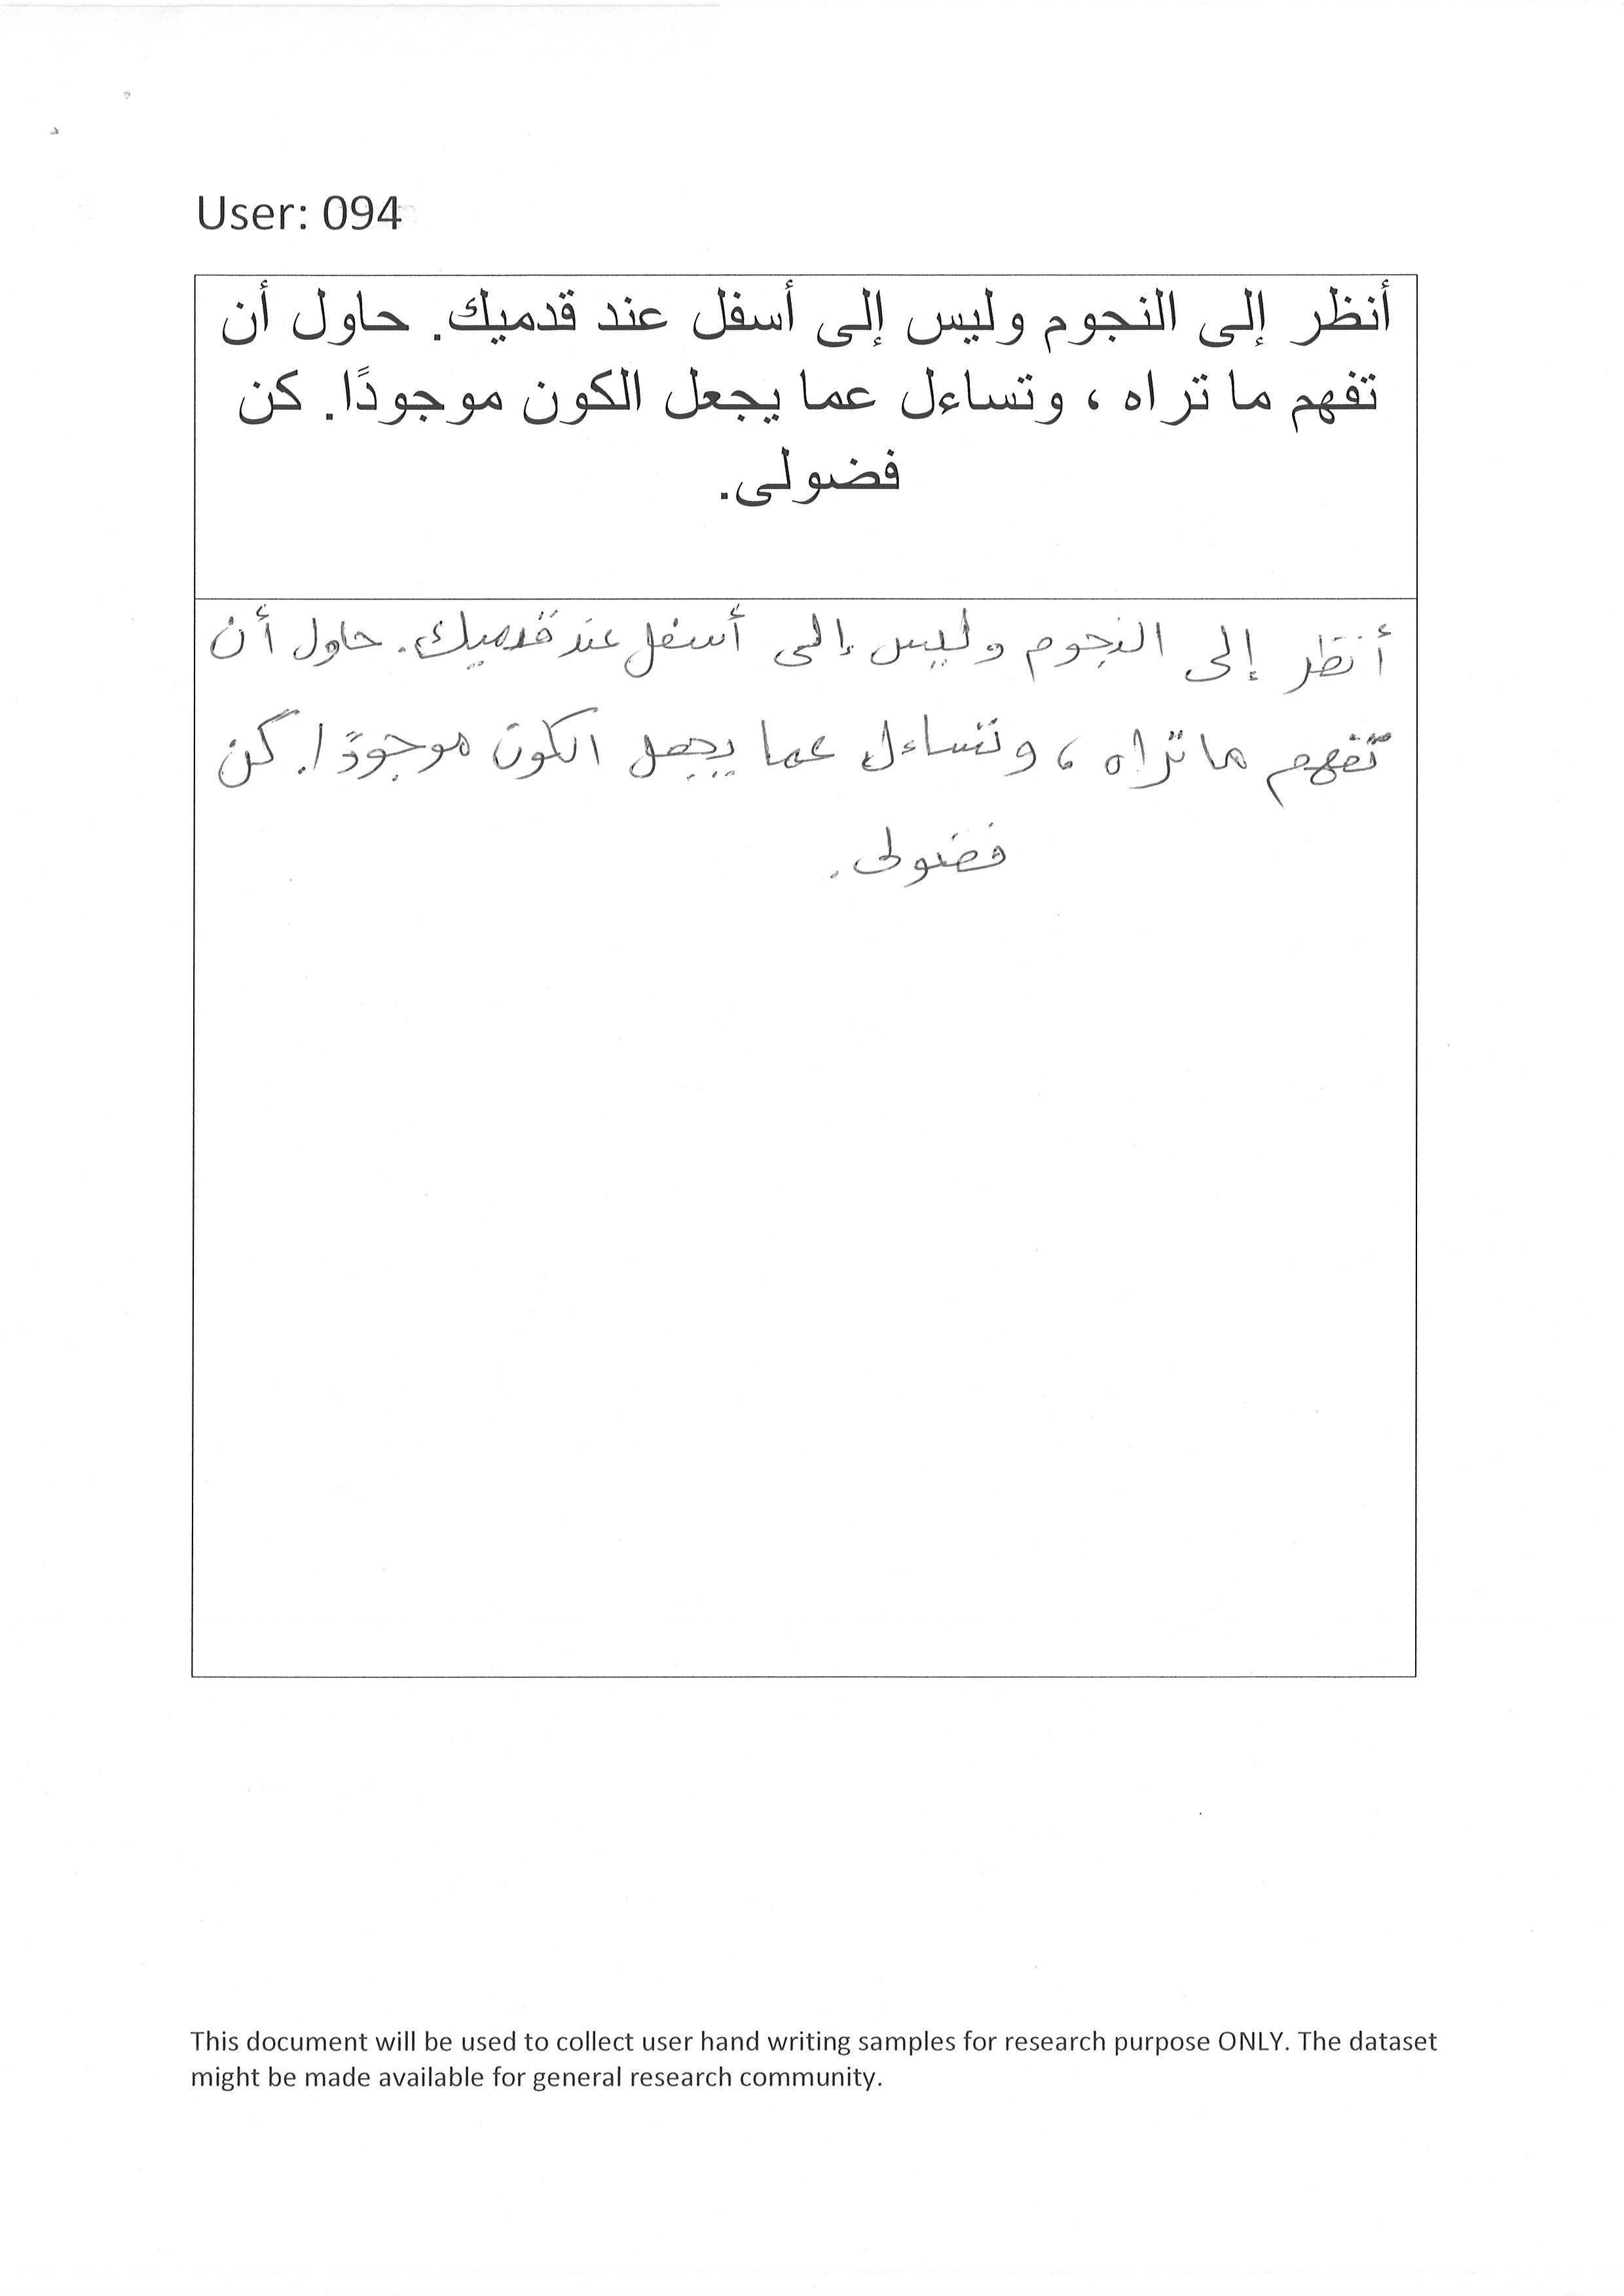 User: 094
أنظر إلى النجوم وليس إلى أسفل عند قدميك. حاول أن
تفهم ما تراه ، وتساءل عما يجعل الكون موجودًا. كن
فضولى.
أنظر إلى النجوم وليس إلى أسفل عند قدميك. حاول أن
تفهم ما تراه ، وتساءل عما يجعل الكون موجودًا. كن
فضولى.
This document will be used to collect user hand writing samples for research purpose ONLY. The dataset
might be made available for general research community.